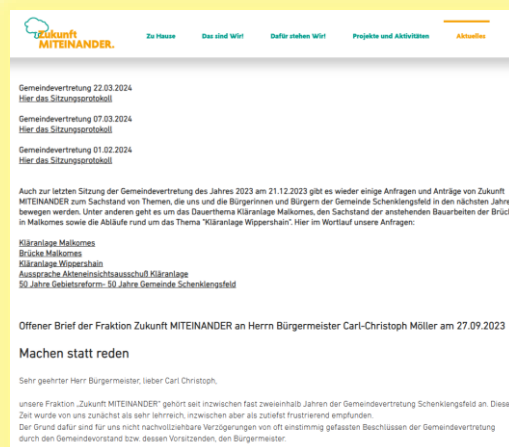 Zukunft
MITEINANDER.
Zu Hause Das sind Wir! Dafür stehen Wir! Projekte und Aktivitäten Aktuelles
Gemeindevertretung 22.03.2024
Hier das Sitzungsprotokoll
Gemeindevertretung 07.03.2024
Hier das Sitzungsprotokoll
Gemeindevertretung 01.02.2024
Hier das Sitzungsprotokoll
Auch zur letzten Sitzung der Gemeindevertretung des Jahres 2023 am 21.12.2023 gibt es wieder einige Anfragen und Anträge von Zukunft
MITEINANDER zum Sachstand von Themen, die uns und die Bürgerinnen und Bürgern der Gemeinde Schenklengsfeld in den nächsten Jahre
bewegen werden. Unter anderen geht es um das Dauerthema Kläranlage Malkomes, den Sachstand der anstehenden Bauarbeiten der Brück
in Malkomes sowie die Abläufe rund um das Thema "Kläranlage Wippershain". Hier im Wortlauf unsere Anfragen:
Kläranlage Malkomes
Brücke Malkomes
Kläranlage Wippershain
Aussprache Akteneinsichtsausschuß Kläranlage
50 Jahre Gebietsreform- 50 Jahre Gemeinde Schenklengsfeld
Offener Brief der Fraktion Zukunft MITEINANDER an Herrn Bürgermeister Carl-Christoph Möller am 27.09.2023
Machen statt reden
Sehr geehrter Herr Bürgermeister, lieber Carl Christoph,
unsere Fraktion „Zukunft MITEINANDER" gehört seit inzwischen fast zweieinhalb Jahren der Gemeindevertretung Schenklengsfeld an. Diese
Zeit wurde von uns zunächst als sehr lehrreich, inzwischen aber als zutiefst frustrierend empfunden.
Der Grund dafür sind für uns nicht nachvollziehbare Verzögerungen von oft einstimmig gefassten Beschlüssen der Gemeindevertretung
durch den Gemeindevorstand bzw. dessen Vorsitzenden, den Bürgermeister.